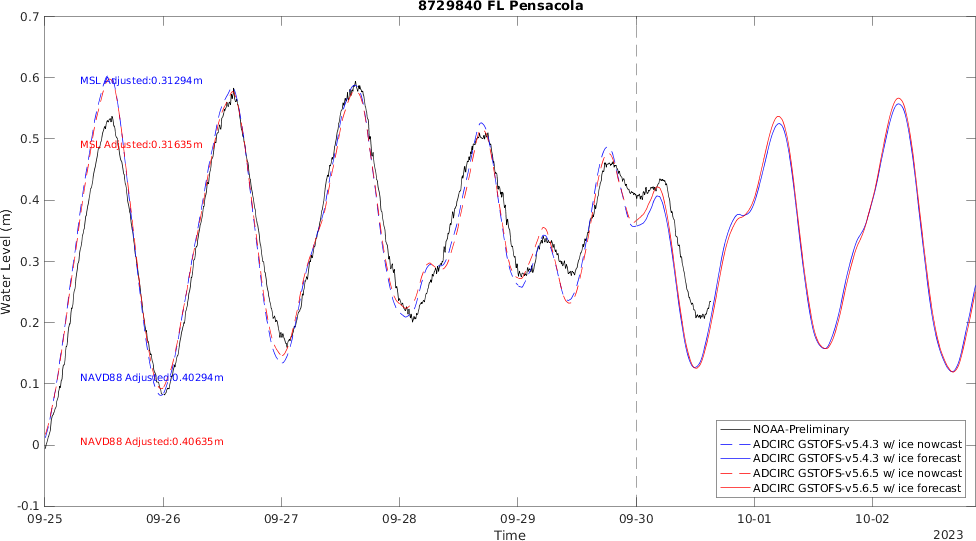 8729840 FL Pensacola
0.7
0.6
0.5
0.4
0.3
0.2
0.1
0
-0.1
Water Level (m)
MSL Adjusted:0.31294m
MSL Adjusted:0.31635m
NAVD88 Adjusted:0.40294m
NAVD88 Adjusted:0.40635m
NOAA-Preliminary
ADCIRC GSTOFS-v5.4.3 w/ ice nowcast
ADCIRC GSTOFS-v5.4.3 w/ ice forecast
ADCIRC GSTOFS-v5.6.5 w/ ice nowcast
ADCIRC GSTOFS-v5.6.5 w/ ice forecast
09-25 09-26 09-27 09-28 09-29 09-30 10-01 10-02
Time
2023